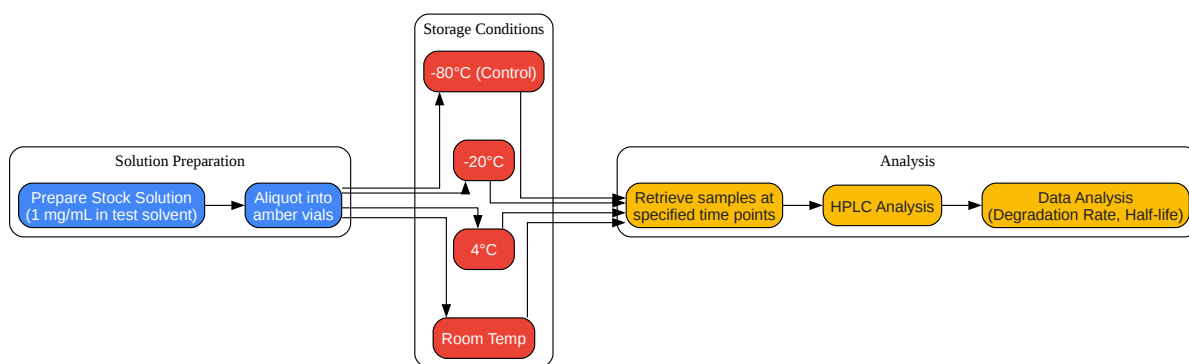 Solution Preparation
Prepare Stock Solution
(1 mg/mL in test solvent)
Aliquot into
amber vials
Storage Conditions
-80°C (Control)
-20°C
4°C
Room Temp
Analysis
Retrieve samples at
specified time points
HPLC Analysis
Data Analysis
(Degradation Rate, Half-life)